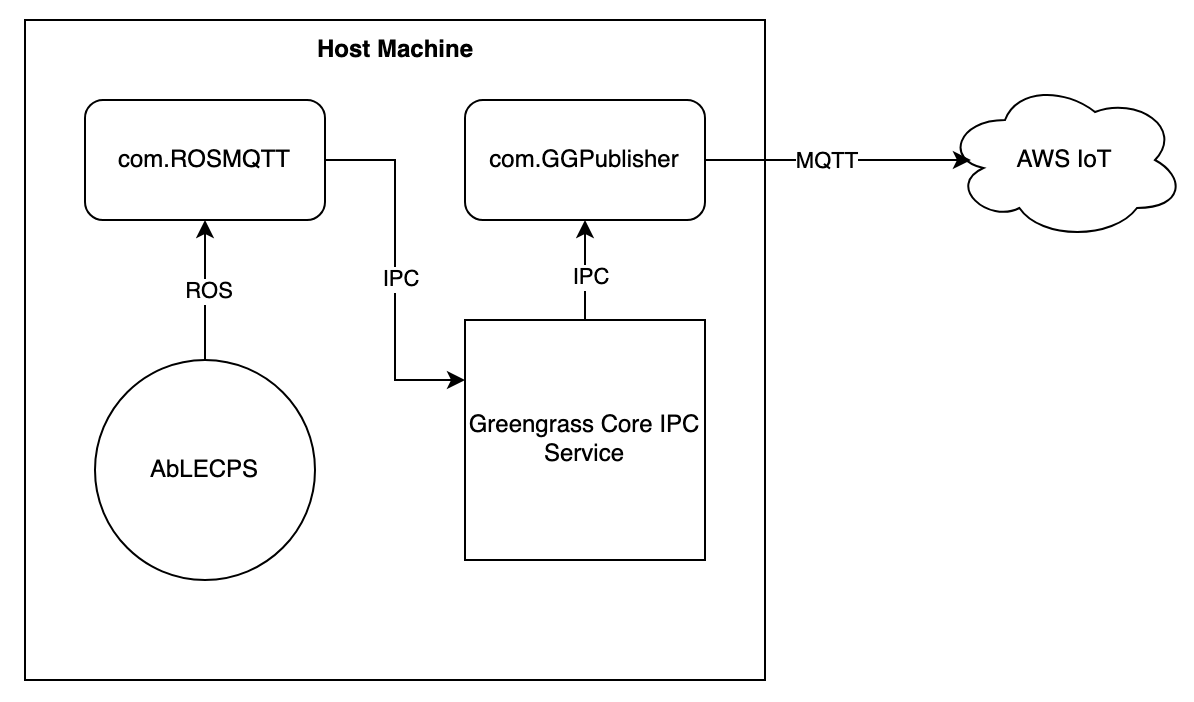 Host Machine
com.ROSMQTT
com.GGPublisher
MQTT
AWS IoT
ROS
IPC
IPC
AbLECPS
Greengrass Core IPC
Service